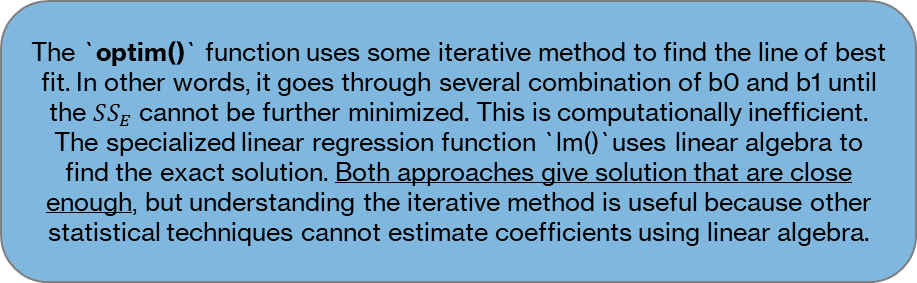 The `optim()` function uses some iterative method to find the line of best
fit. In other words, it goes through several combination of b0 and b1 until
the SS_E cannot be further minimized. This is computationally inefficient.
The specialized linear regression function `lm()`uses linear algebra to
find the exact solution. Both approaches give solution that are close
enough, but understanding the iterative method is useful because other
statistical techniques cannot estimate coefficients using linear algebra.